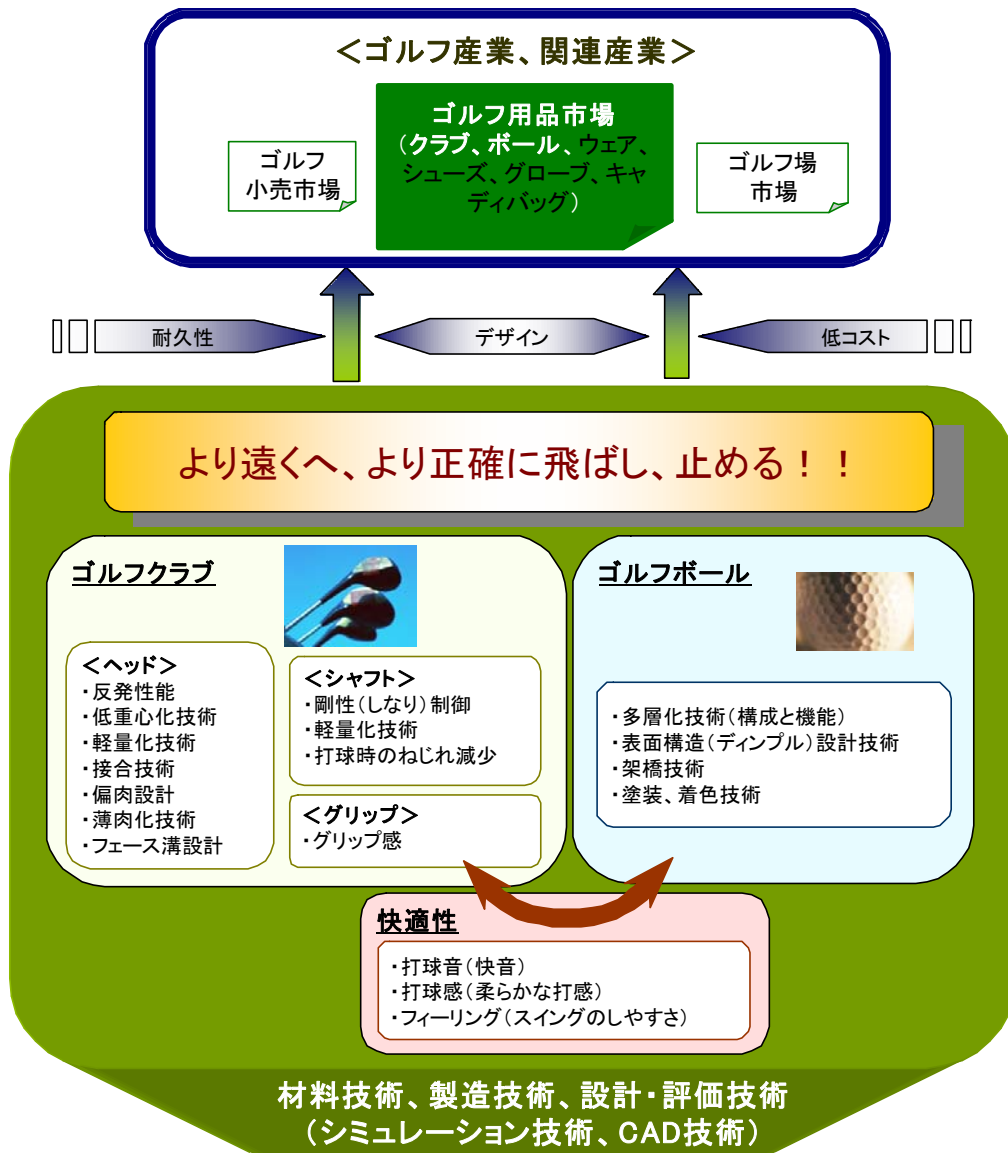 ＜ゴルフ産業、関連産業＞
ゴルフ用品市場
（クラブ、ボール、ウェア、
シューズ、グローブ、キャ
ディバッグ）
ゴルフ
小売市場
ゴルフ場
市場
耐久性
デザイン
低コスト
より遠くへ、より正確に飛ばし、止める！！
ゴルフクラブ
＜ヘッド＞
・反発性能
・低重心化技術
・軽量化技術
・接合技術
・偏肉設計
・薄肉化技術
・フェース溝設計
＜シャフト＞
・剛性（しなり）制御
・軽量化技術
・打球時のねじれ減少
＜グリップ＞
・グリップ感
ゴルフボール
・多層化技術（構成と機能）
・表面構造（ディンプル）設計技術
・架橋技術
・塗装、着色技術
快適性
・打球音（快音）
・打球感（柔らかな打感）
・フィーリング（スイングのしやすさ）
材料技術、製造技術、設計・評価技術
（シミュレーション技術、CAD技術）